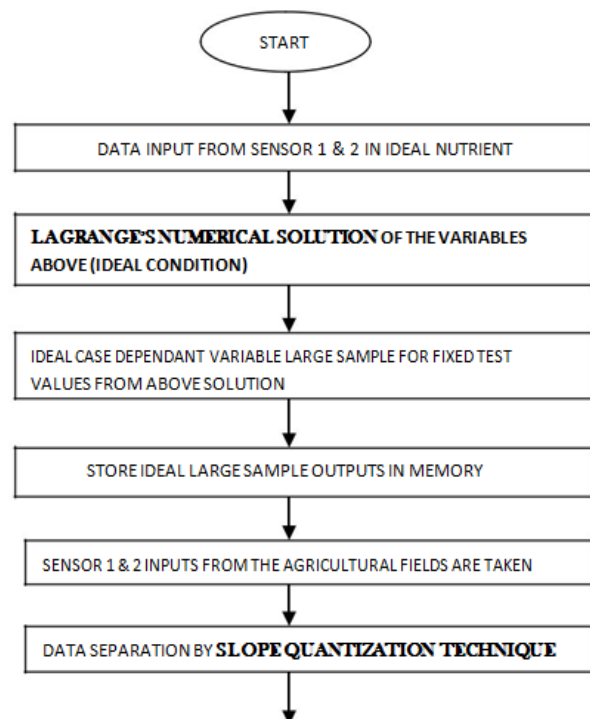 START
DATA INPUT FROM SENSOR 1 & 2 IN IDEAL NUTRIENT
LAGRANGE'S NUMERICAL SOLUTION OF THE VARIABLES
ABOVE (IDEAL CONDITION)
IDEAL CASE DEPENDANT VARIABLE LARGE SAMPLE FOR FIXED TEST
VALUES FROM ABOVE SOLUTION
STORE IDEAL LARGE SAMPLE OUTPUTS IN MEMORY
SENSOR 1 & 2 INPUTS FROM THE AGRICULTURAL FIELDS ARE TAKEN
DATA SEPARATION BY SLOPE QUANTIZATION TECHNIQUE